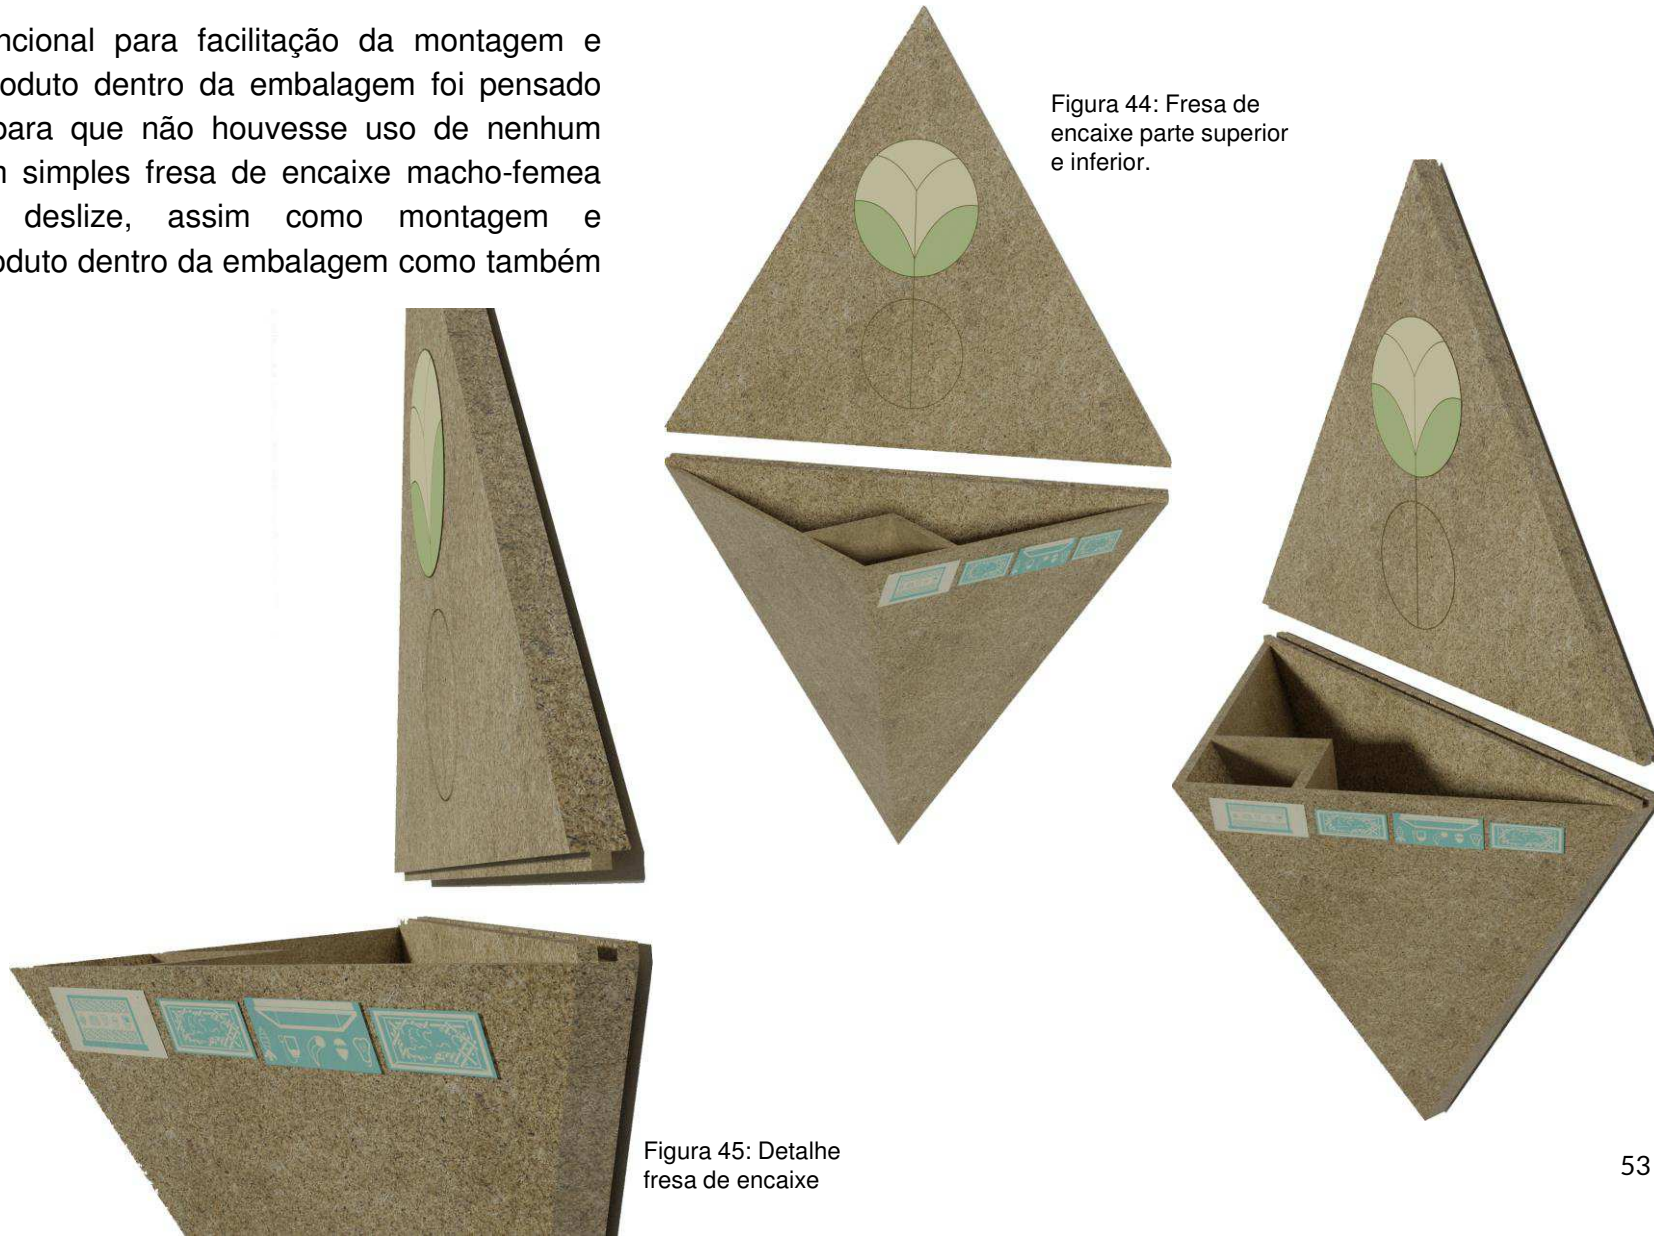 ncional para facilitação da montagem e
oduto dentro da embalagem foi pensado
para que não houvesse uso de nenhum
simples fresa de encaixe macho-femea
deslize, assim como montagem e
oduto dentro da embalagem como também
Figura 44: Fresa de
encaixe parte superior
e inferior.
Figura 45: Detalhe
fresa de encaixe
53